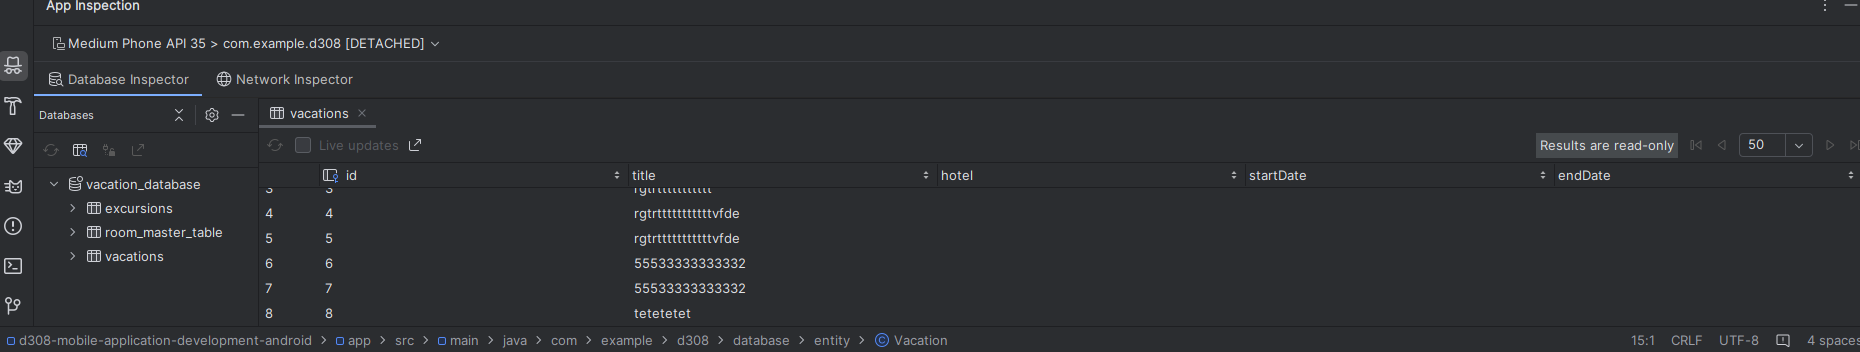 App Inspection
Medium Phone API 35 > com.example.d308 [DETACHED]
Database Inspector Network Inspector
Databases vacations
Live updates Results are read-only 50
id title hotel startDate endDate
vacation_database
excursions
room_master_table
vacations
3 3 rgtrttttttttttt
4 4 rgtrtttttttttttvfde
5 5 rgtrtttttttttttvfde
6 6 55533333333332
7 7 55533333333332
8 8 tetetetet
d308-mobile-application-development-android > app > src > main > java > com > example > d308 > database > entity > Vacation 15:1 CRLF UTF-8 4 spaces